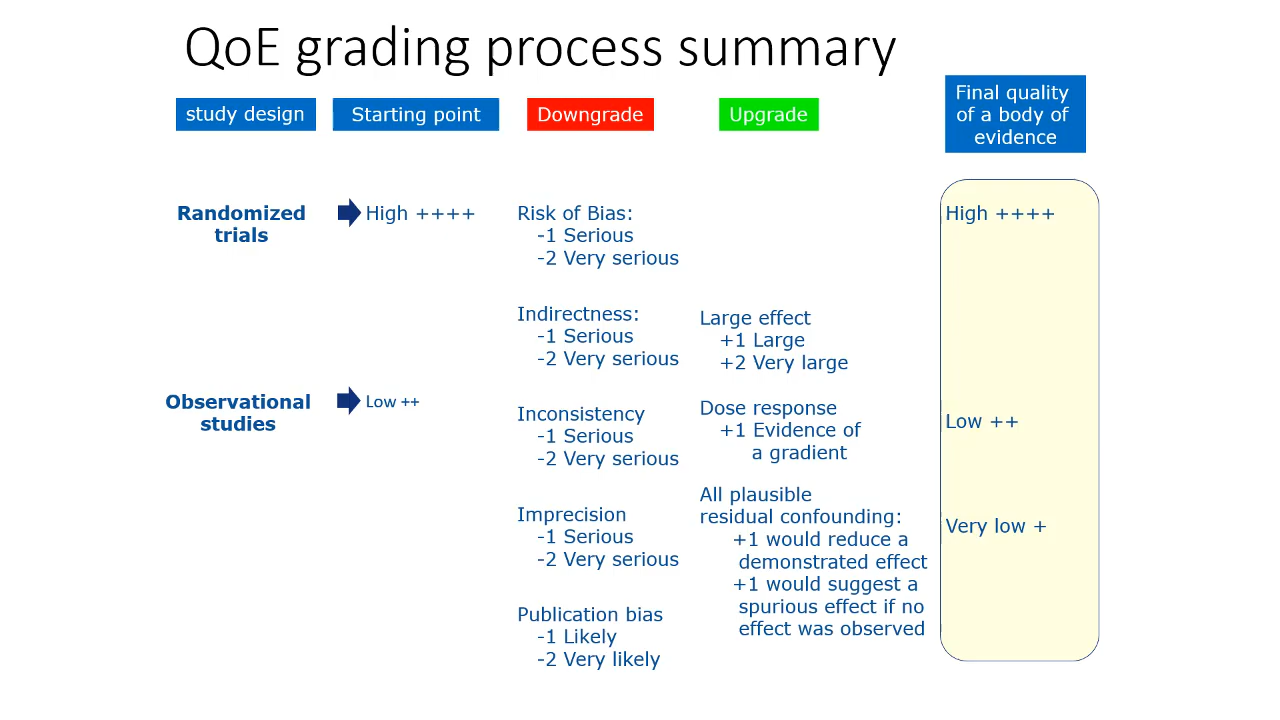 QoE grading process summary
study design
Starting point
Downgrade
Upgrade
Final quality
of a body of
evidence
Randomized
trials
High ++++
Risk of Bias:
-1 Serious
-2 Very serious
High ++++
Indirectness:
-1 Serious
-2 Very serious
Large effect
+1 Large
+2 Very large
Observational
studies
Low ++
Inconsistency
-1 Serious
-2 Very serious
Dose response
+1 Evidence of
a gradient
Low ++
Imprecision
-1 Serious
-2 Very serious
All plausible
residual confounding:
+1 would reduce a
demonstrated effect
+1 would suggest a
spurious effect if no
effect was observed
Very low +
Publication bias
-1 Likely
-2 Very likely